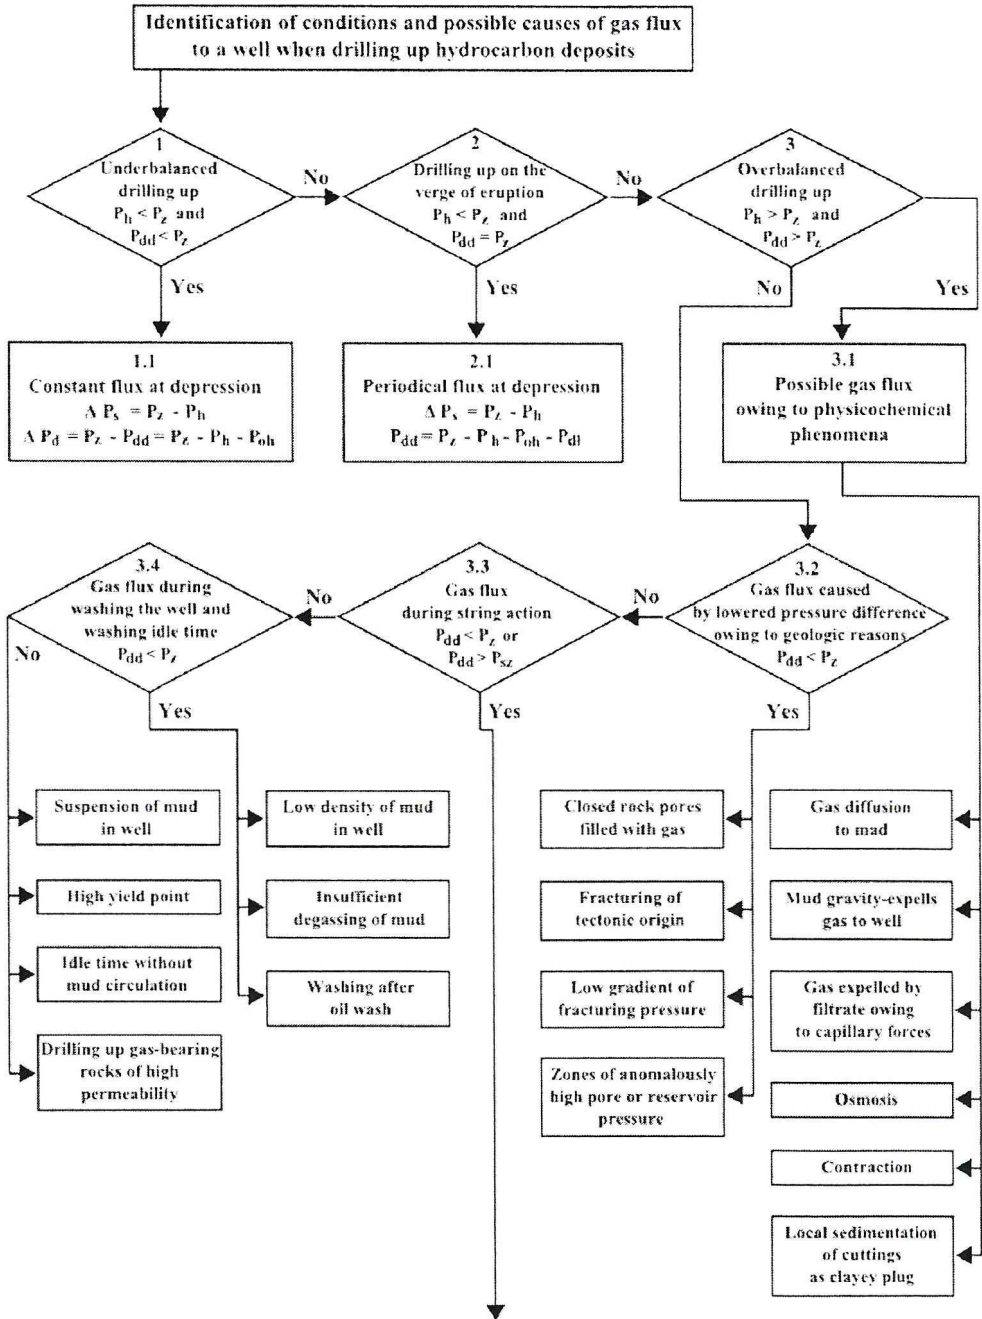 Identification of conditions and possible causes of gas flux
to a well when drilling up hydrocarbon deposits
1
Underbalanced
drilling up
Ph < Pz and
Pdd < Pz
No
2
Drilling up on the
verge of eruption
Ph < Pz and
Pdd = Pz
No
3
Overbalanced
drilling up
Ph > Pz and
Pdd > Pz
Yes
Yes
No
Yes
1.1
Constant flux at depression
Δ Ps = Pz - Ph
Δ Pd = Pz - Pdd = Pz - Ph - Poh
2.1
Periodical flux at depression
Δ Ps = Pz - Ph
Pdd = Pz - Ph - Poh - Pdl
3.1
Possible gas flux
owing to physicochemical
phenomena
3.4
Gas flux during
washing the well and
washing idle time
Pdd < Pz
No
3.3
Gas flux
during string action
Pdd < Pz or
Pdd > Psz
No
3.2
Gas flux caused
by lowered pressure difference
owing to geologic reasons
Pdd < Pz
No
Yes
Yes
Yes
Suspension of mud
in well
High yield point
Idle time without
mud circulation
Drilling up gas-bearing
rocks of high
permeability
Low density of mud
in well
Insufficient
degassing of mud
Washing after
oil wash
Closed rock pores
filled with gas
Fracturing of
tectonic origin
Low gradient of
fracturing pressure
Zones of anomalously
high pore or reservoir
pressure
Gas diffusion
to mad
Mud gravity-expells
gas to well
Gas expelled by
filtrate owing
to capillary forces
Osmosis
Contraction
Local sedimentation
of cuttings
as clayey plug